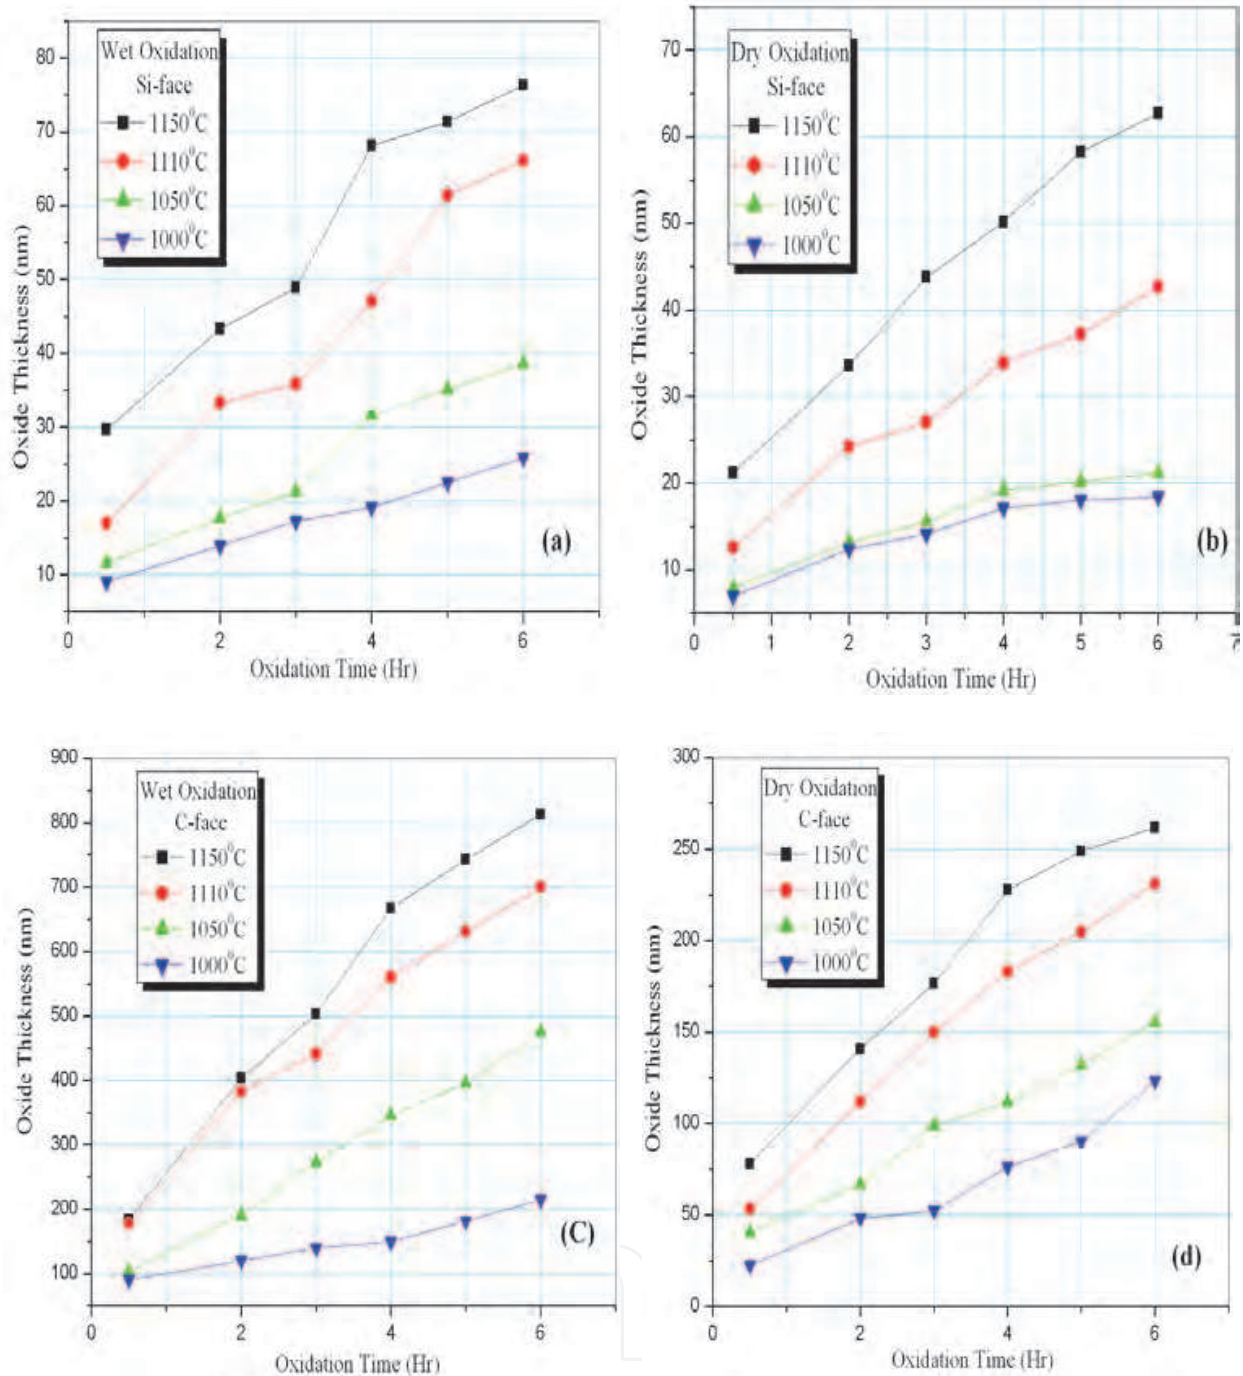 Wet Oxidation
Si-face
1150⁰C
1110⁰C
1050⁰C
1000⁰C
80
70
60
50
40
30
20
10
0
2
4
6
Oxide Thickness (nm)
Oxidation Time (Hr)
(a)
Dry Oxidation
Si-face
1150⁰C
1110⁰C
1050⁰C
1000⁰C
70
60
50
40
30
20
10
0
1
2
3
4
5
6
7
Oxide Thickness (nm)
Oxidation Time (Hr)
(b)
Wet Oxidation
C-face
1150⁰C
1110⁰C
1050⁰C
1000⁰C
900
800
700
600
500
400
300
200
100
0
2
4
6
Oxide Thickness (nm)
Oxidation Time (Hr)
(C)
Dry Oxidation
C-face
1150⁰C
1110⁰C
1050⁰C
1000⁰C
300
250
200
150
100
50
0
0
2
4
6
Oxide Thickness (nm)
Oxidation Time (Hr)
(d)